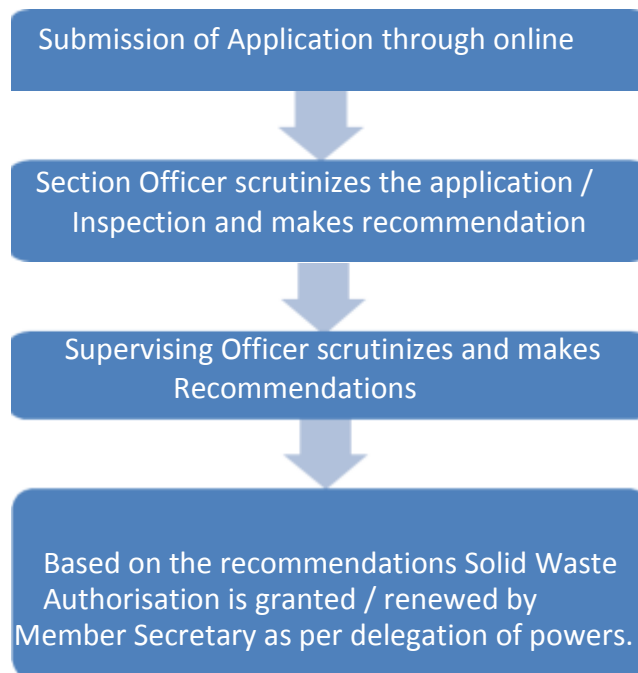 Submission of Application through online
Section Officer scrutinizes the application /
Inspection and makes recommendation
Supervising Officer scrutinizes and makes
Recommendations
Based on the recommendations Solid Waste
Authorisation is granted / renewed by
Member Secretary as per delegation of powers.